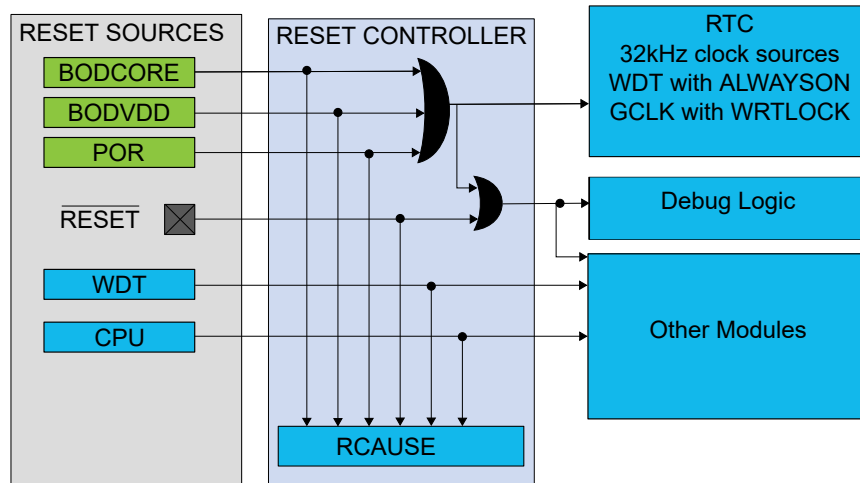 RESET SOURCES
BODCORE
BODVDD
POR
RESET
WDT
CPU
RESET CONTROLLER
RCAUSE
RTC
32kHz clock sources
WDT with ALWAYSON
GCLK with WRTLOCK
Debug Logic
Other Modules